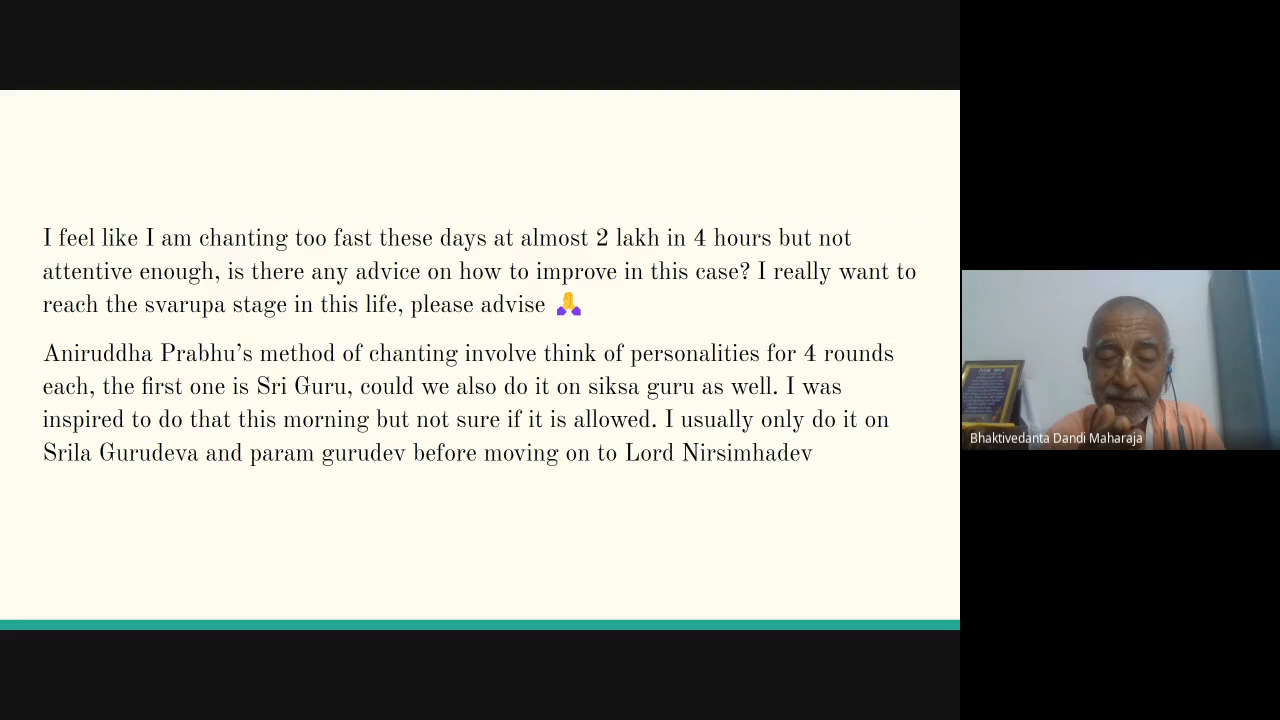 I feel like I am chanting too fast these days at almost 2 lakh in 4 hours but not
attentive enough, is there any advice on how to improve in this case? I really want to
reach the svarupa stage in this life, please advise 🙏
Aniruddha Prabhu's method of chanting involve think of personalities for 4 rounds
each, the first one is Sri Guru, could we also do it on siksa guru as well. I was
inspired to do that this morning but not sure if it is allowed. I usually only do it on
Srila Gurudeva and param gurudev before moving on to Lord Nirsimhadev
Bhaktivedanta Dandi Maharaja